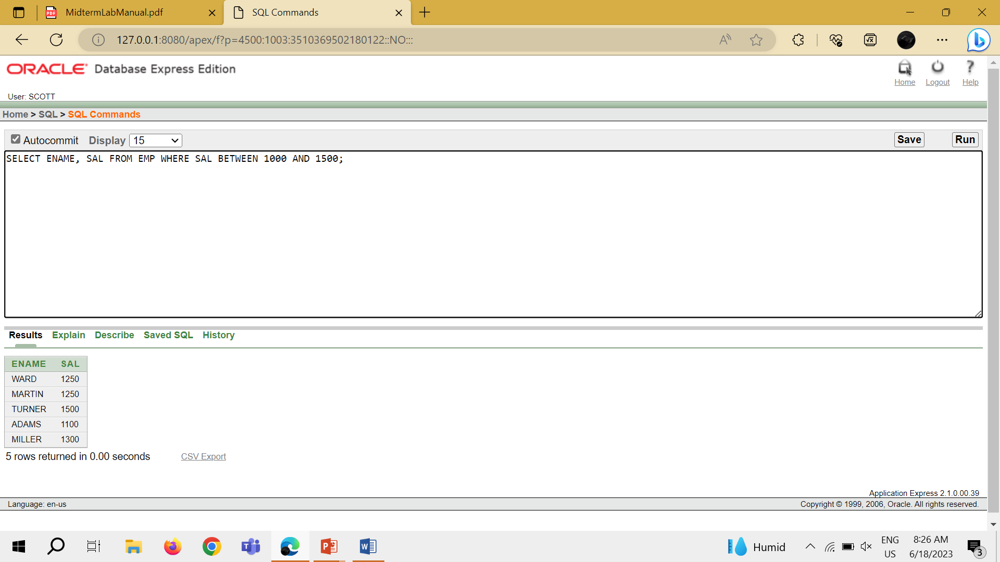 MidtermLabManual.pdf
SQL Commands
127.0.0.1:8080/apex/f?p=4500:1003:3510369502180122::NO:::
ORACLE Database Express Edition
Home Logout Help
User: SCOTT
Home > SQL > SQL Commands
Autocommit Display 15 Save Run
SELECT ENAME, SAL FROM EMP WHERE SAL BETWEEN 1000 AND 1500;
Results Explain Describe Saved SQL History
ENAME SAL
WARD 1250
MARTIN 1250
TURNER 1500
ADAMS 1100
MILLER 1300
5 rows returned in 0.00 seconds CSV Export
Application Express 2.1.0.00.39
Language: en-us Copyright © 1999, 2006, Oracle. All rights reserved.
Humid
ENG
US
8:26 AM
6/18/2023
3